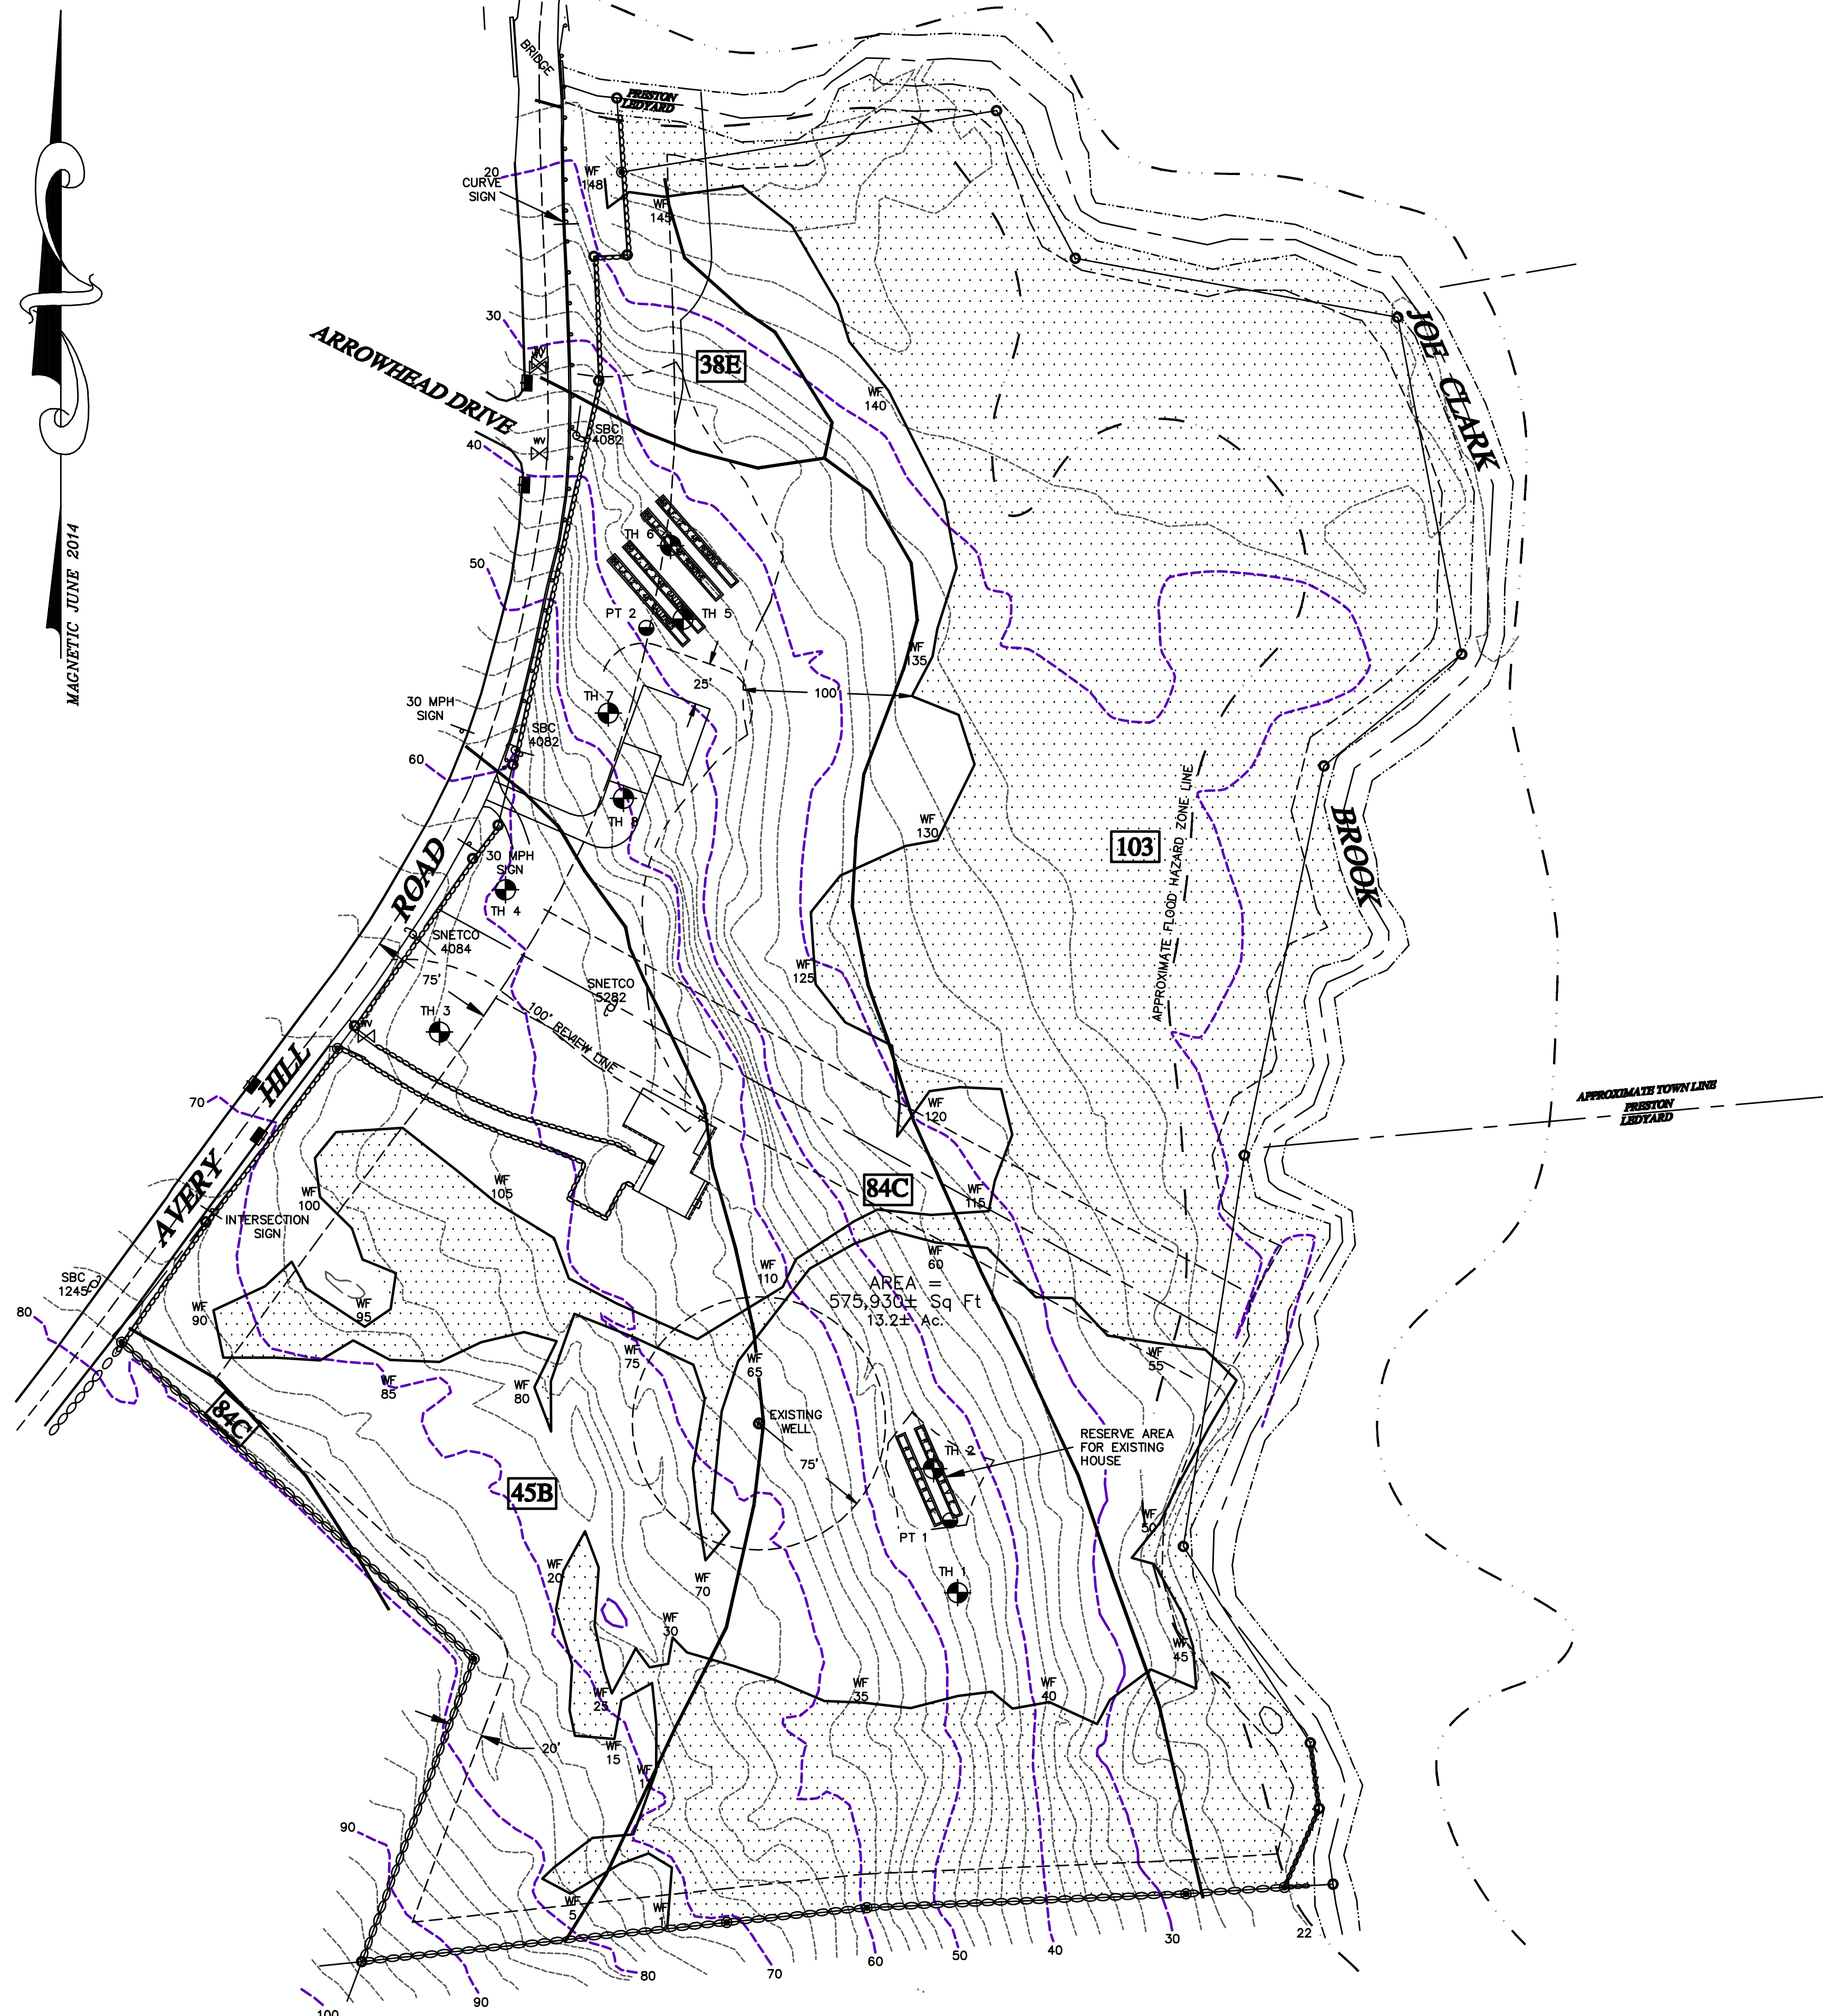 BRIDGE
PRESTON
LEDYARD
20
CURVE
SIGN
WF
148
WF
145
30
ARROWHEAD DRIVE
WV
38E
JOE CLARK
WF
140
40
WV
SBC
4082
MAGNETIC JUNE 2014
50
TH 6
PT 2
TH 5
WF
135
25'
100'
30 MPH
SIGN
TH 7
SBC
4082
60
TH 8
WF
130
103
BROOK
APPROXIMATE FLOOD HAZARD ZONE LINE
30 MPH
SIGN
TH 4
ROAD
SNETCO
4084
75'
SNETCO
5282
WF
125
TH 3
WV
100' REVIEW LINE
HILL
70
WF
120
APPROXIMATE TOWN LINE
PRESTON
LEDYARD
AVERY
WF
105
WF
100
84C
WF
115
INTERSECTION
SIGN
WF
60
SBC
1245
WF
110
AREA =
575,930± Sq Ft
13.2± Ac.
80
WF
90
WF
95
WF
75
WF
65
WF
55
WF
85
WF
80
84C
EXISTING
WELL
75'
TH 2
RESERVE AREA
FOR EXISTING
HOUSE
45B
WF
50
PT 1
WF
20
WF
70
TH 1
WF
30
WF
45
WF
25
WF
35
WF
40
20'
WF
15
WF
90
WF
5
WF
22
30
40
50
60
70
80
90
100